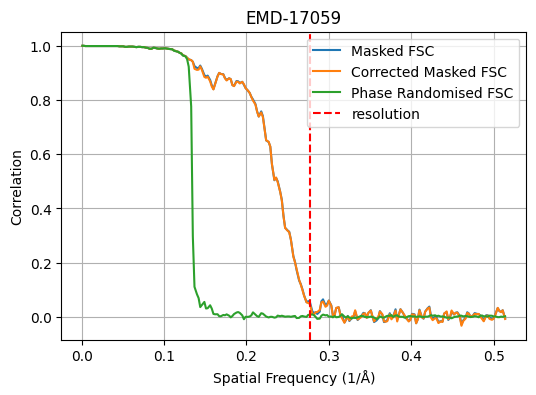 EMD-17059
Masked FSC
Corrected Masked FSC
Phase Randomised FSC
resolution
Correlation
1.0
0.8
0.6
0.4
0.2
0.0
0.0 0.1 0.2 0.3 0.4 0.5
Spatial Frequency (1/Å)